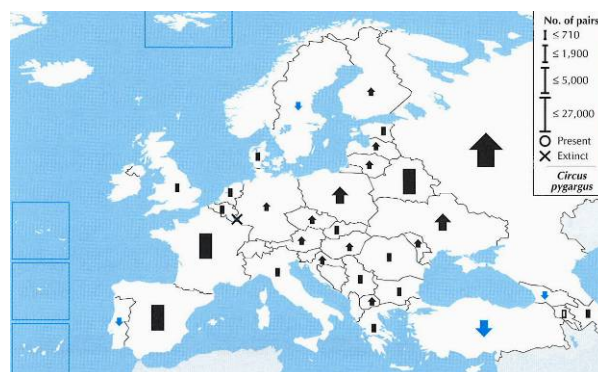 No. of pairs
≤ 710
≤ 1,900
≤ 5,000
≤ 27,000
Present
Extinct
Circus
pygargus